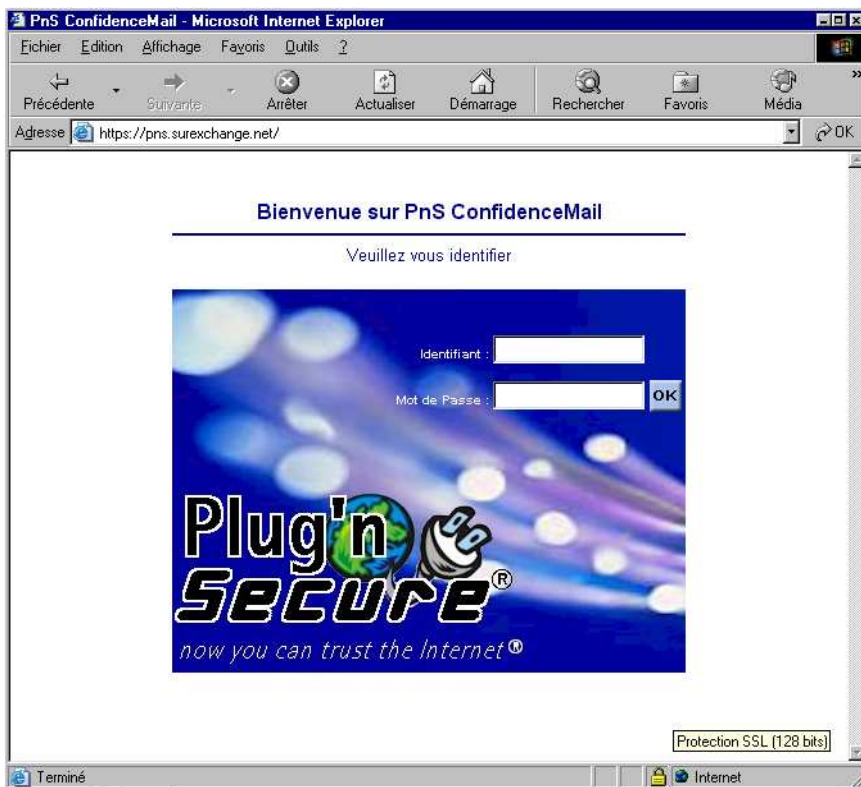 PnS ConfidenceMail - Microsoft Internet Explorer
Fichier Edition Affichage Favoris Outils ?
Précédente Suivante Arrêter Actualiser Démarrage Rechercher Favoris Média »
Adresse https://pns.surexchange.net/ OK
Bienvenue sur PnS ConfidenceMail
Veuillez vous identifier
Identifiant :
Mot de Passe : OK
Plug'n
Secure®
now you can trust the Internet®
Protection SSL (128 bits)
Terminé Internet